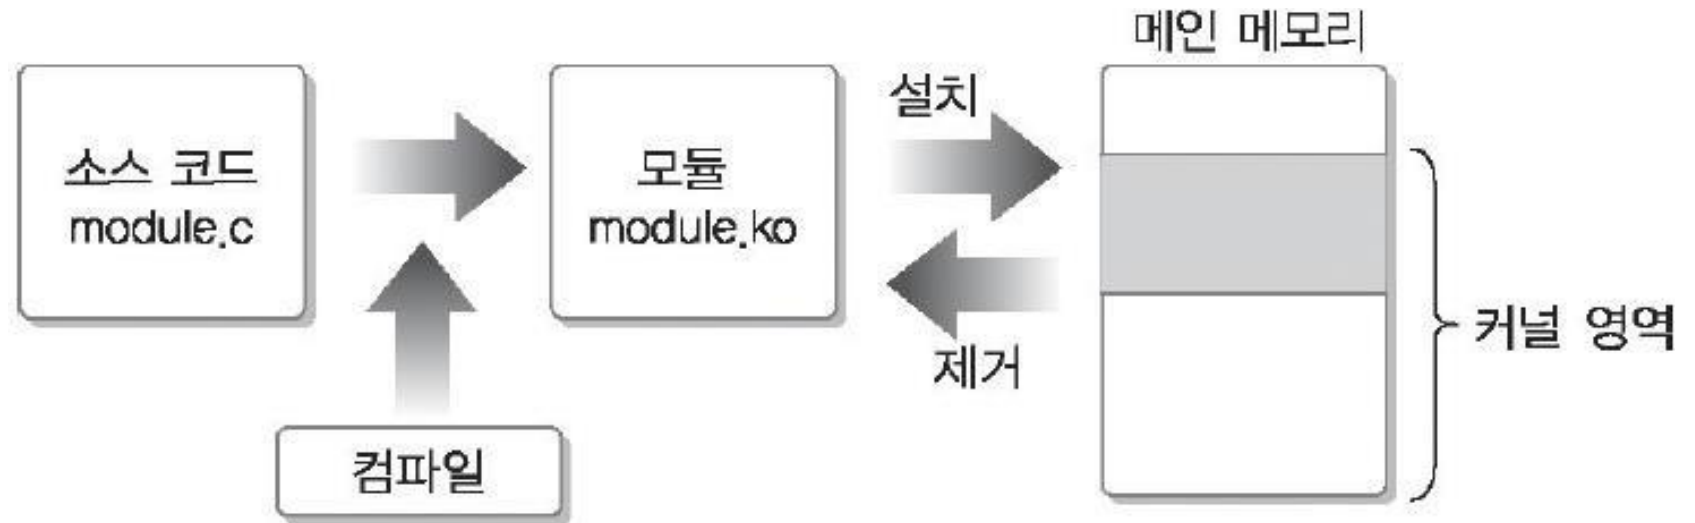 메인 메모리
소스 코드
module.c
모듈
module.ko
설치
제거
커널 영역
컴파일